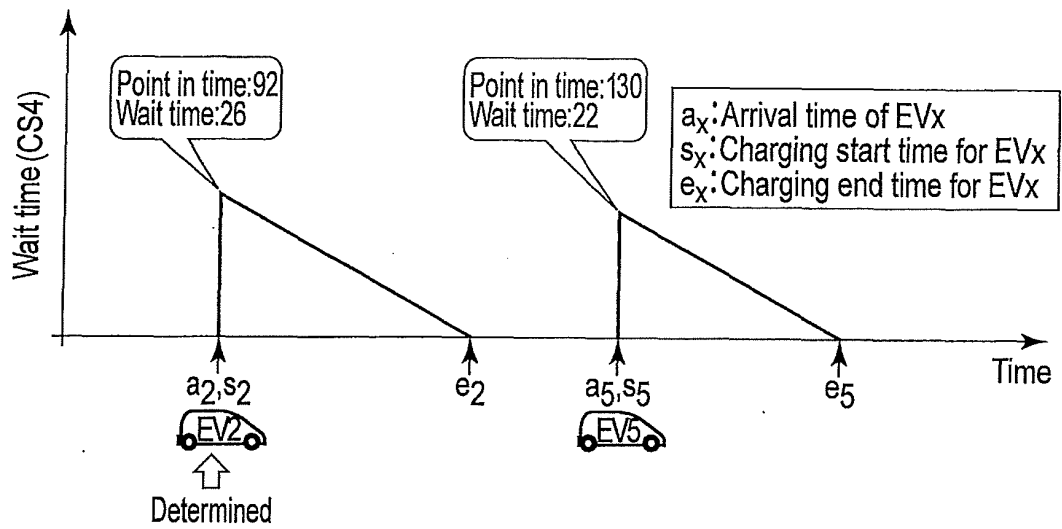 Point in time:92
Wait time:26
Point in time:130
Wait time:22
aₓ:Arrival time of EVx
sₓ:Charging start time for EVx
eₓ:Charging end time for EVx
Wait time (CS4)
Time
a₂,s₂
e₂
a₅,s₅
e₅
EV2
EV5
Determined